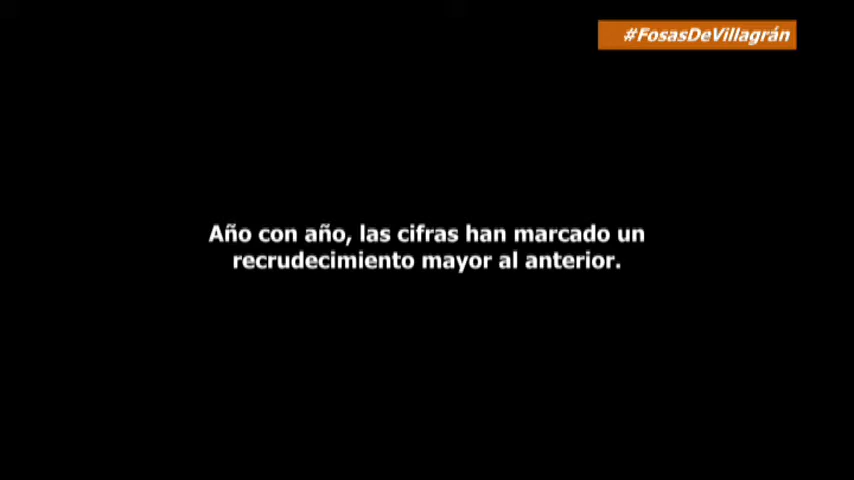 #FosasDeVillagrán
Año con año, las cifras han marcado un
recrudecimiento mayor al anterior.